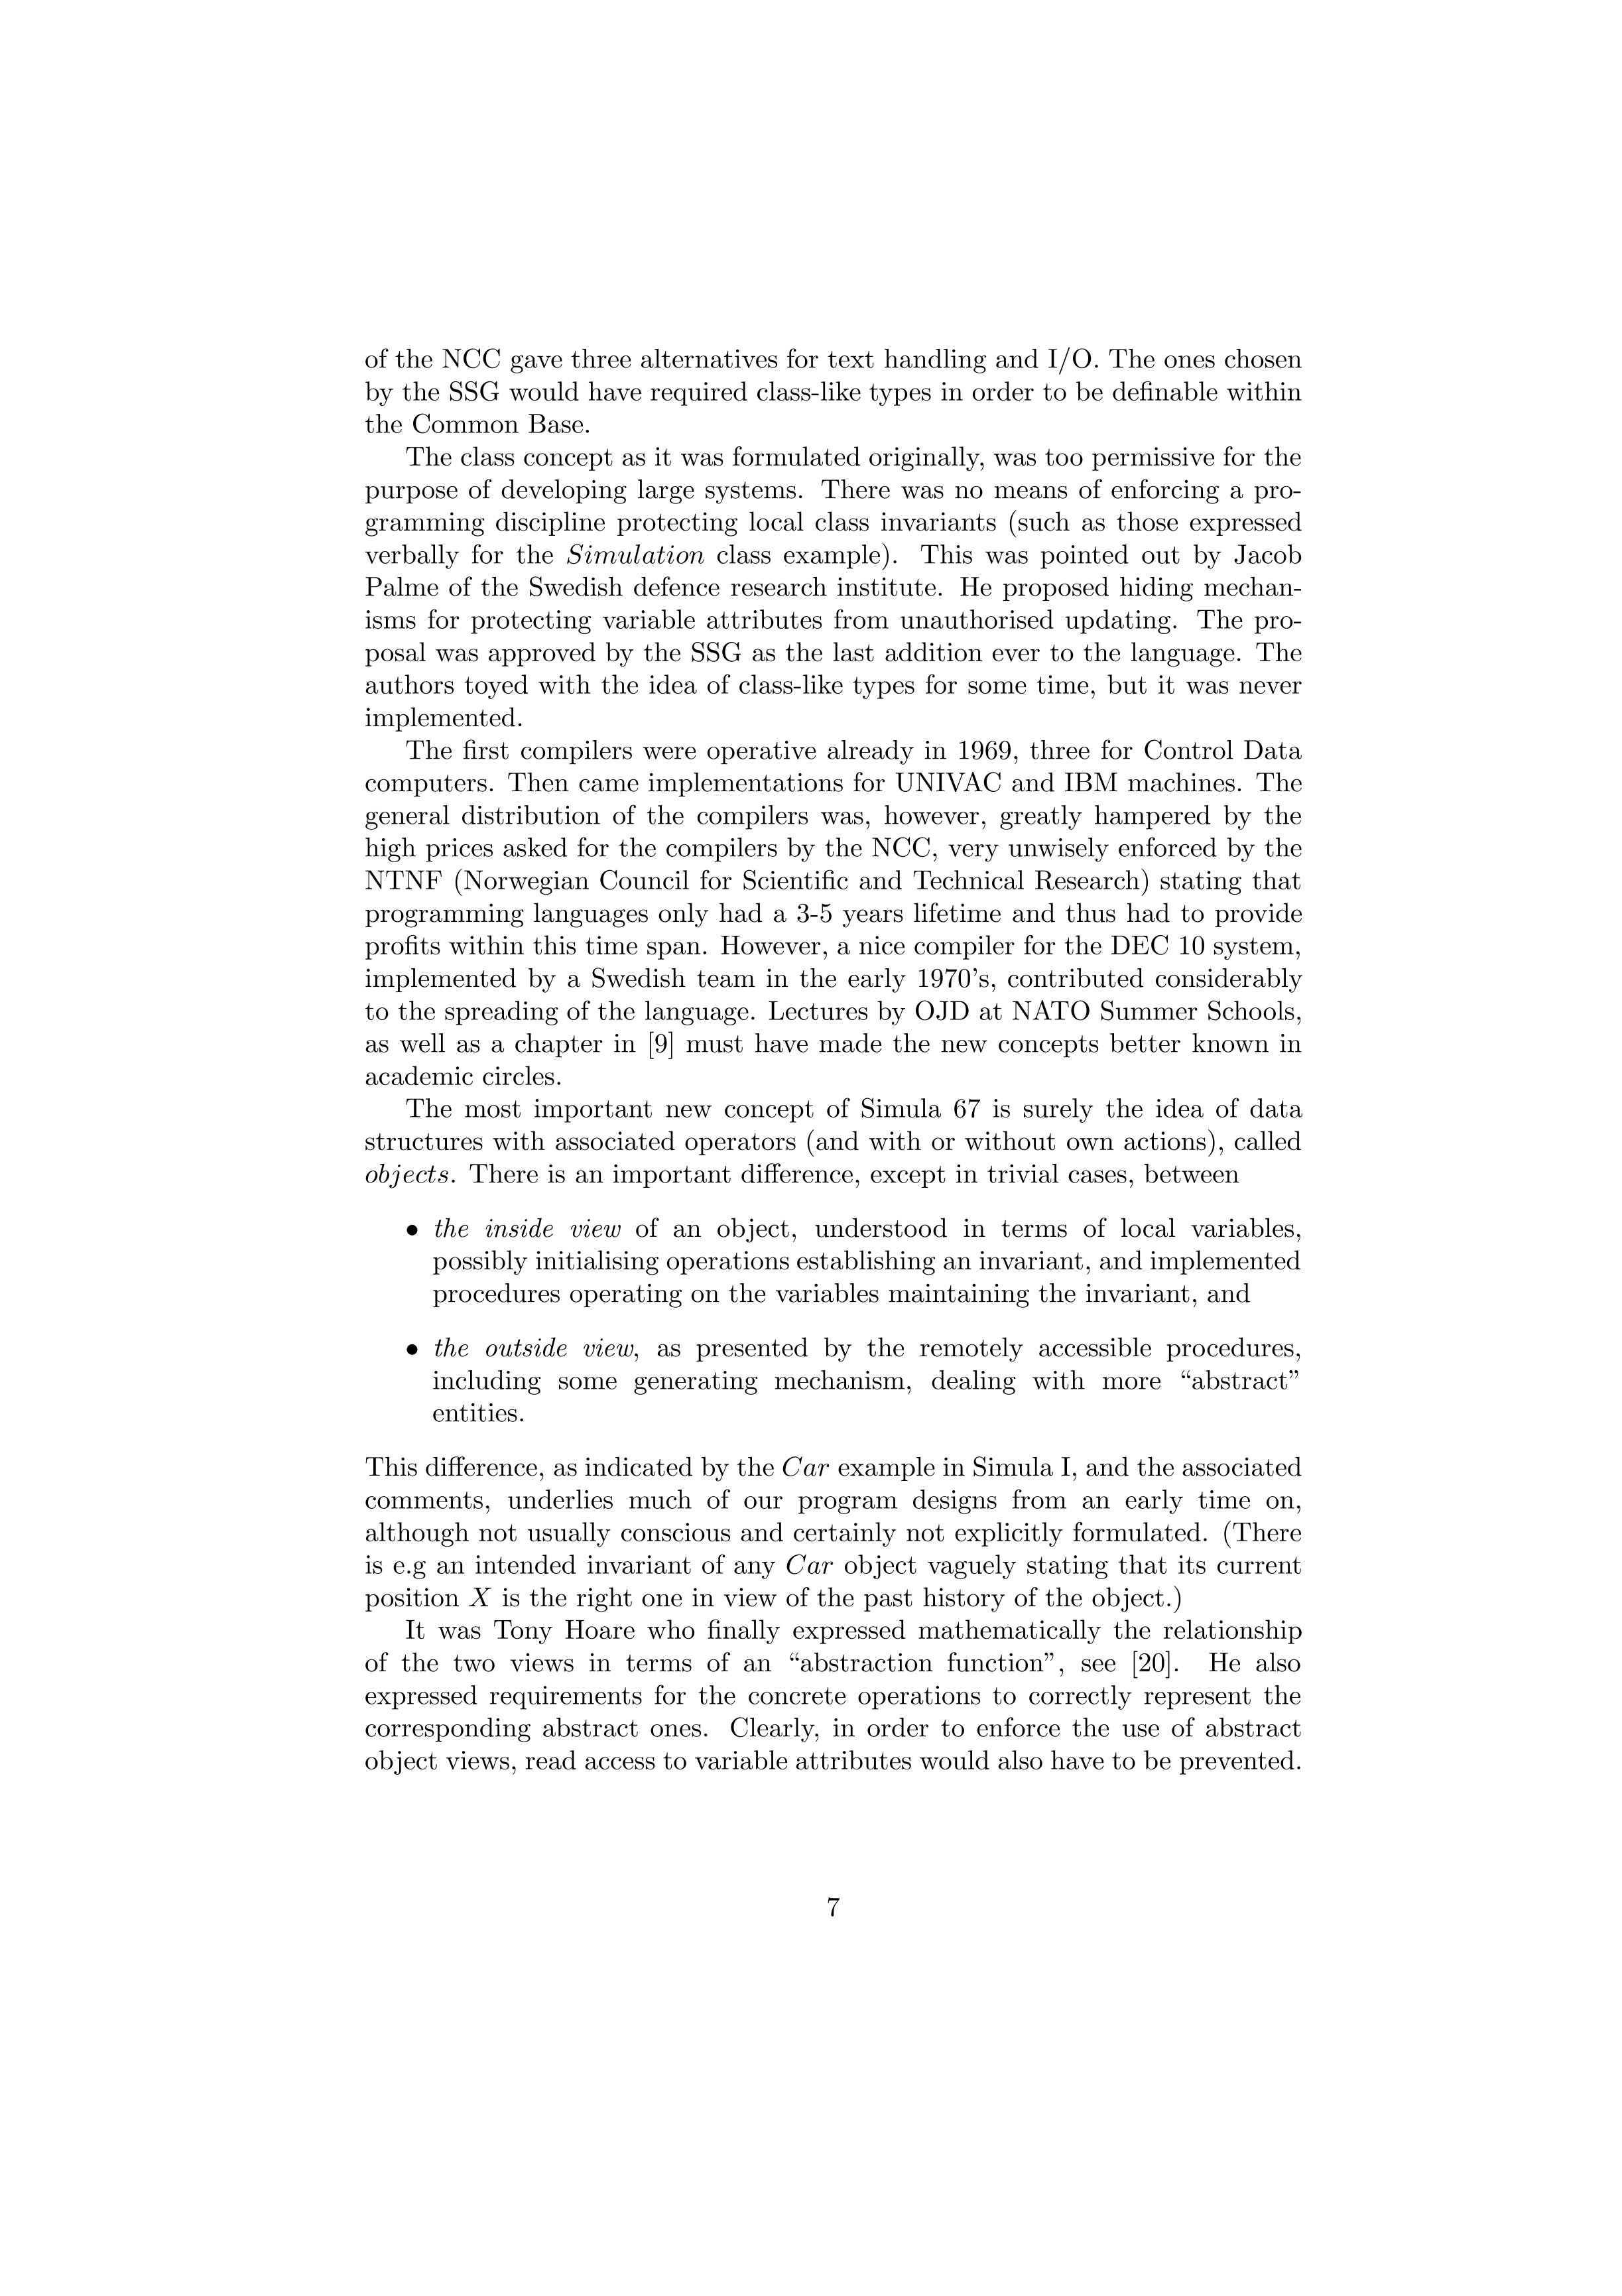 of the NCC gave three alternatives for text handling and I/O. The ones chosen
by the SSG would have required class-like types in order to be definable within
the Common Base.
The class concept as it was formulated originally, was too permissive for the
purpose of developing large systems. There was no means of enforcing a pro-
gramming discipline protecting local class invariants (such as those expressed
verbally for the Simulation class example). This was pointed out by Jacob
Palme of the Swedish defence research institute. He proposed hiding mechan-
isms for protecting variable attributes from unauthorised updating. The pro-
posal was approved by the SSG as the last addition ever to the language. The
authors toyed with the idea of class-like types for some time, but it was never
implemented.
The first compilers were operative already in 1969, three for Control Data
computers. Then came implementations for UNIVAC and IBM machines. The
general distribution of the compilers was, however, greatly hampered by the
high prices asked for the compilers by the NCC, very unwisely enforced by the
NTNF (Norwegian Council for Scientific and Technical Research) stating that
programming languages only had a 3-5 years lifetime and thus had to provide
profits within this time span. However, a nice compiler for the DEC 10 system,
implemented by a Swedish team in the early 1970's, contributed considerably
to the spreading of the language. Lectures by OJD at NATO Summer Schools,
as well as a chapter in [9] must have made the new concepts better known in
academic circles.
The most important new concept of Simula 67 is surely the idea of data
structures with associated operators (and with or without own actions), called
objects. There is an important difference, except in trivial cases, between
• the inside view of an object, understood in terms of local variables,
possibly initialising operations establishing an invariant, and implemented
procedures operating on the variables maintaining the invariant, and
• the outside view, as presented by the remotely accessible procedures,
including some generating mechanism, dealing with more “abstract”
entities.
This difference, as indicated by the Car example in Simula I, and the associated
comments, underlies much of our program designs from an early time on,
although not usually conscious and certainly not explicitly formulated. (There
is e.g an intended invariant of any Car object vaguely stating that its current
position X is the right one in view of the past history of the object.)
It was Tony Hoare who finally expressed mathematically the relationship
of the two views in terms of an “abstraction function”, see [20]. He also
expressed requirements for the concrete operations to correctly represent the
corresponding abstract ones. Clearly, in order to enforce the use of abstract
object views, read access to variable attributes would also have to be prevented.
7